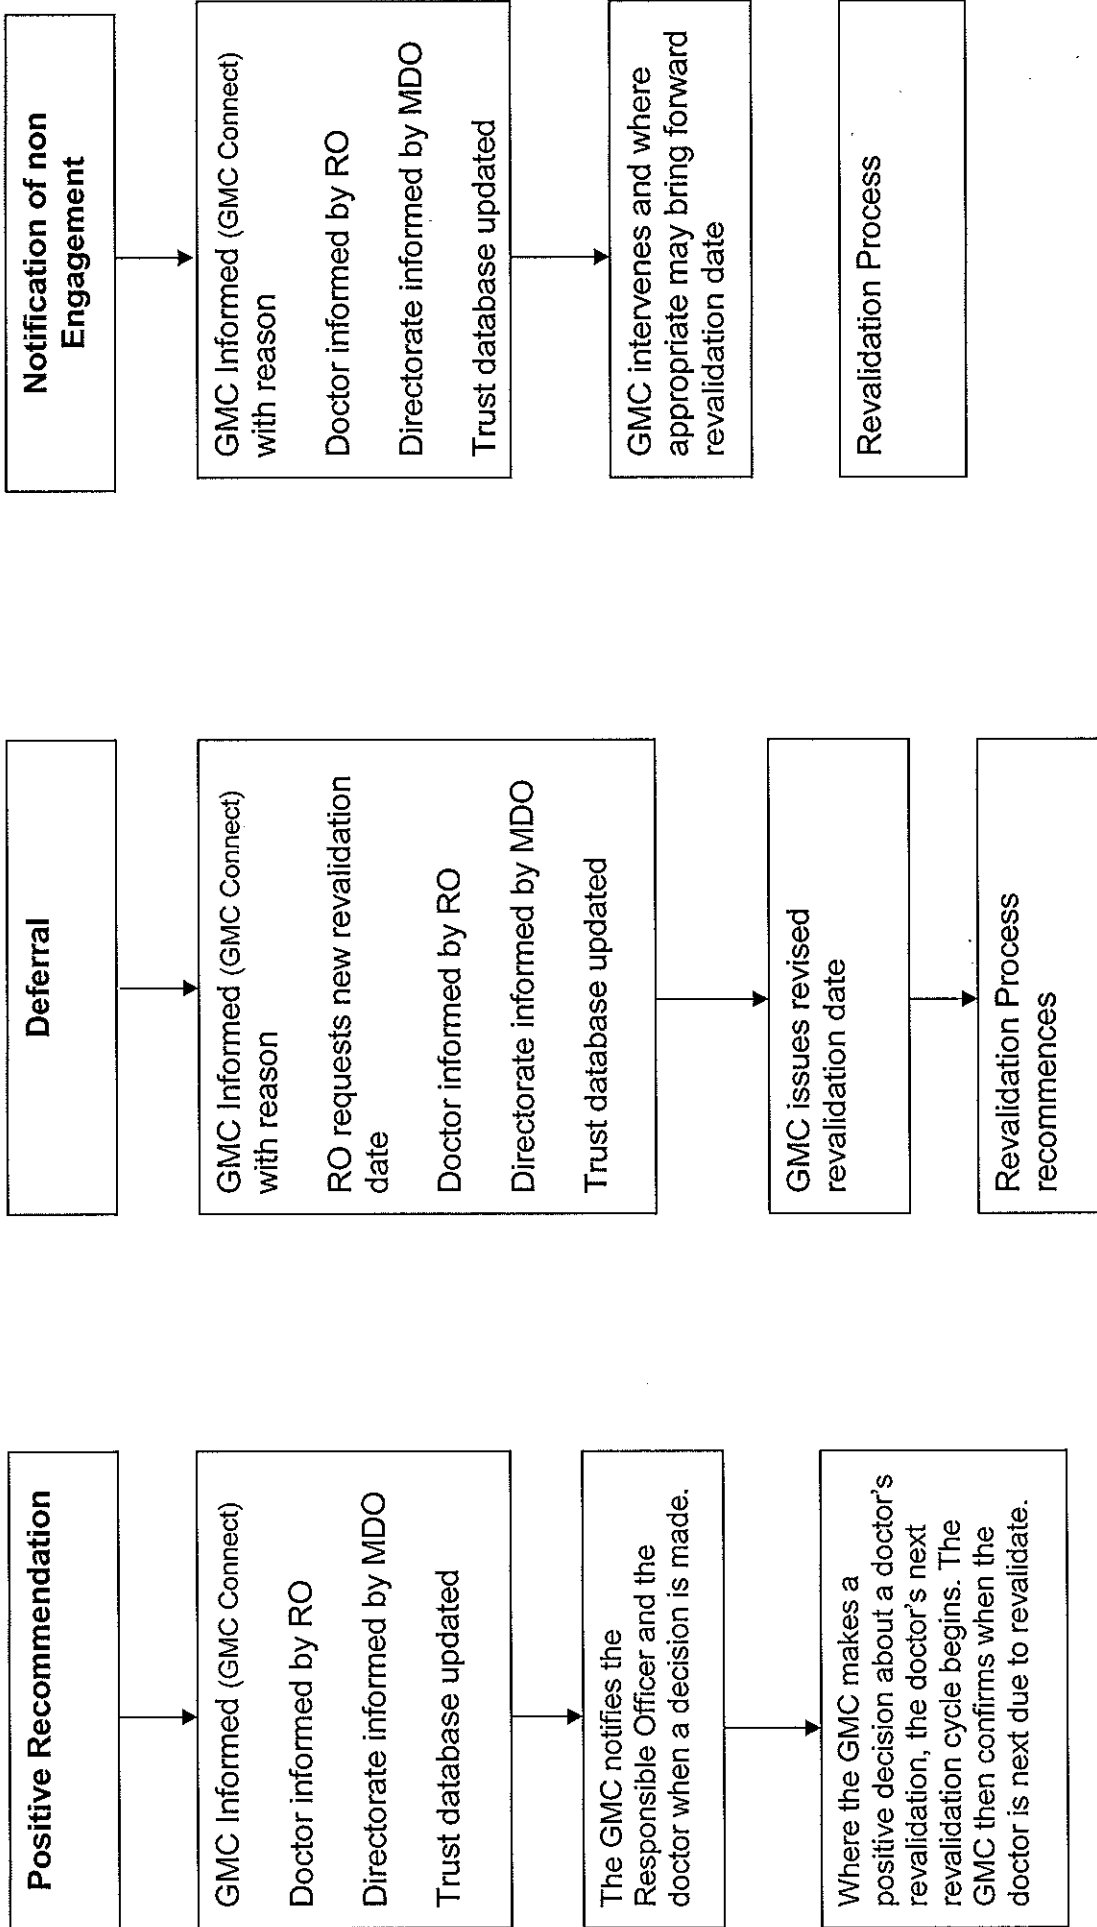 Positive Recommendation
GMC Informed (GMC Connect)
Doctor informed by RO
Directorate informed by MDO
Trust database updated
The GMC notifies the
Responsible Officer and the
doctor when a decision is made.
Where the GMC makes a
positive decision about a doctor's
revalidation, the doctor's next
revalidation cycle begins. The
GMC then confirms when the
doctor is next due to revalidate.
Deferral
GMC Informed (GMC Connect)
with reason
RO requests new revalidation
date
Doctor informed by RO
Directorate informed by MDO
Trust database updated
GMC issues revised
revalidation date
Revalidation Process
recommences
Notification of non
Engagement
GMC Informed (GMC Connect)
with reason
Doctor informed by RO
Directorate informed by MDO
Trust database updated
GMC intervenes and where
appropriate may bring forward
revalidation date
Revalidation Process